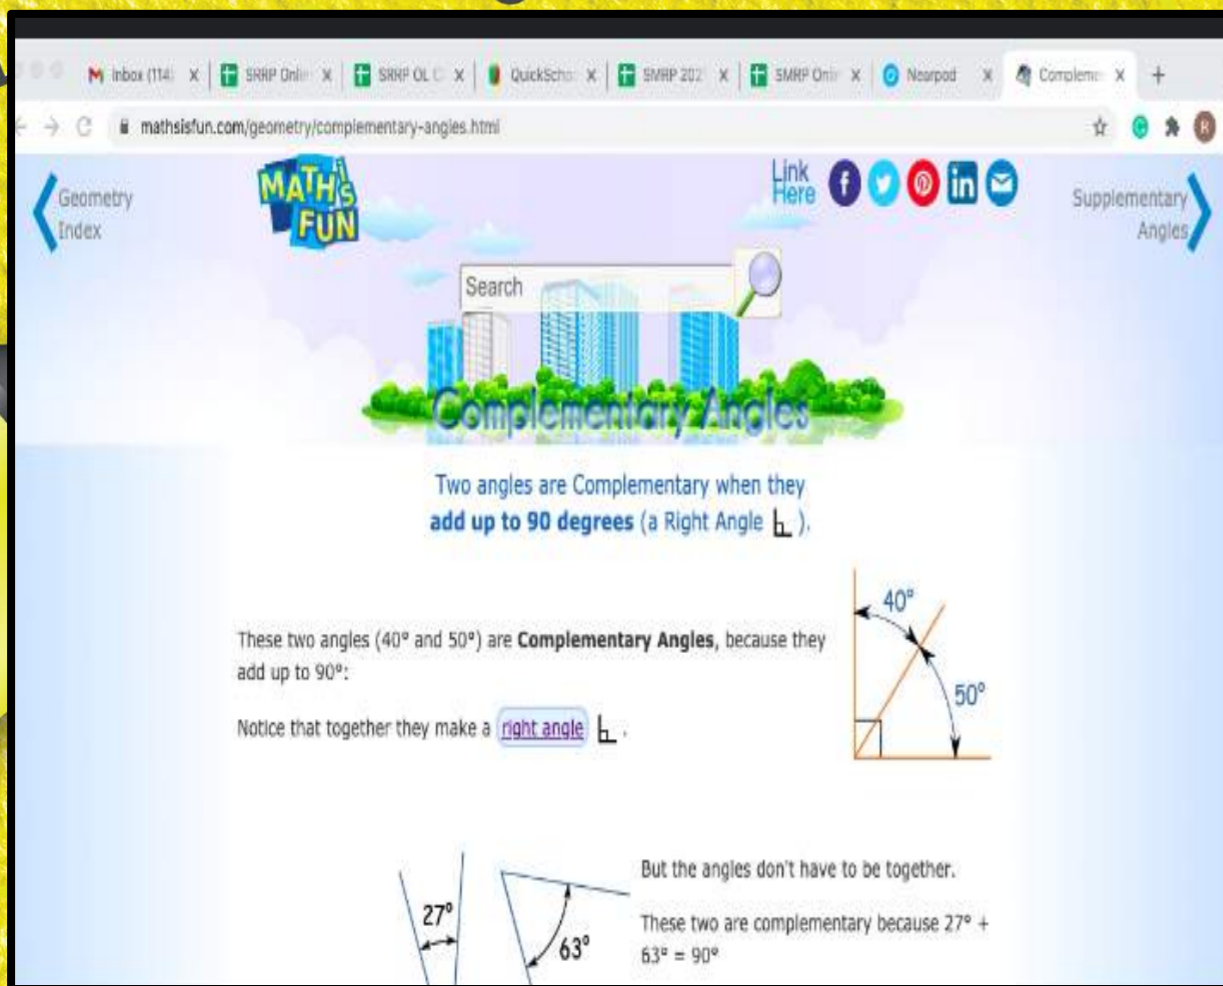 Inbox (114)
SRRP Onlin
SRRP OL C
QuickScho
SMRP 202
SMRP Onlin
Nearpod
Compleme
mathsisfun.com/geometry/complementary-angles.html
Geometry
Index
MATH'S
FUN
Link
Here
Supplementary
Angles
Search
Complementary Angles
Two angles are Complementary when they
add up to 90 degrees (a Right Angle ).
These two angles (40° and 50°) are Complementary Angles, because they
add up to 90°:
40°
50°
Notice that together they make a right angle .
27°
63°
But the angles don't have to be together.
These two are complementary because 27° +
63° = 90°